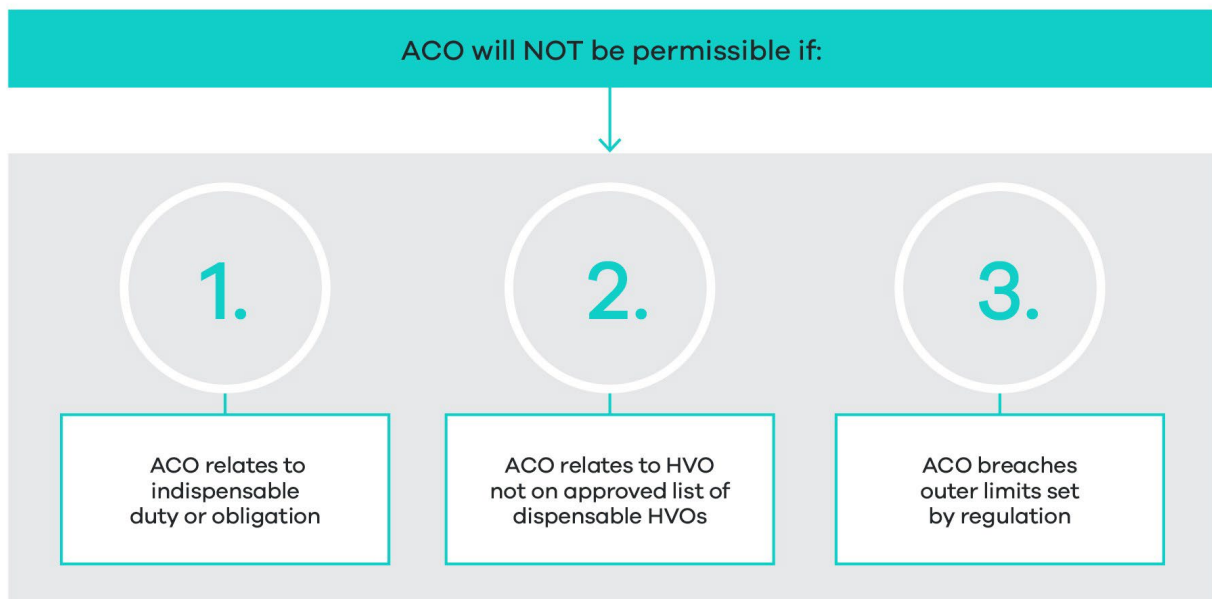 ACO will NOT be permissible if:
1.
2.
3.
ACO relates to
indispensable
duty or obligation
ACO relates to HVO
not on approved list of
dispensable HVOs
ACO breaches
outer limits set
by regulation